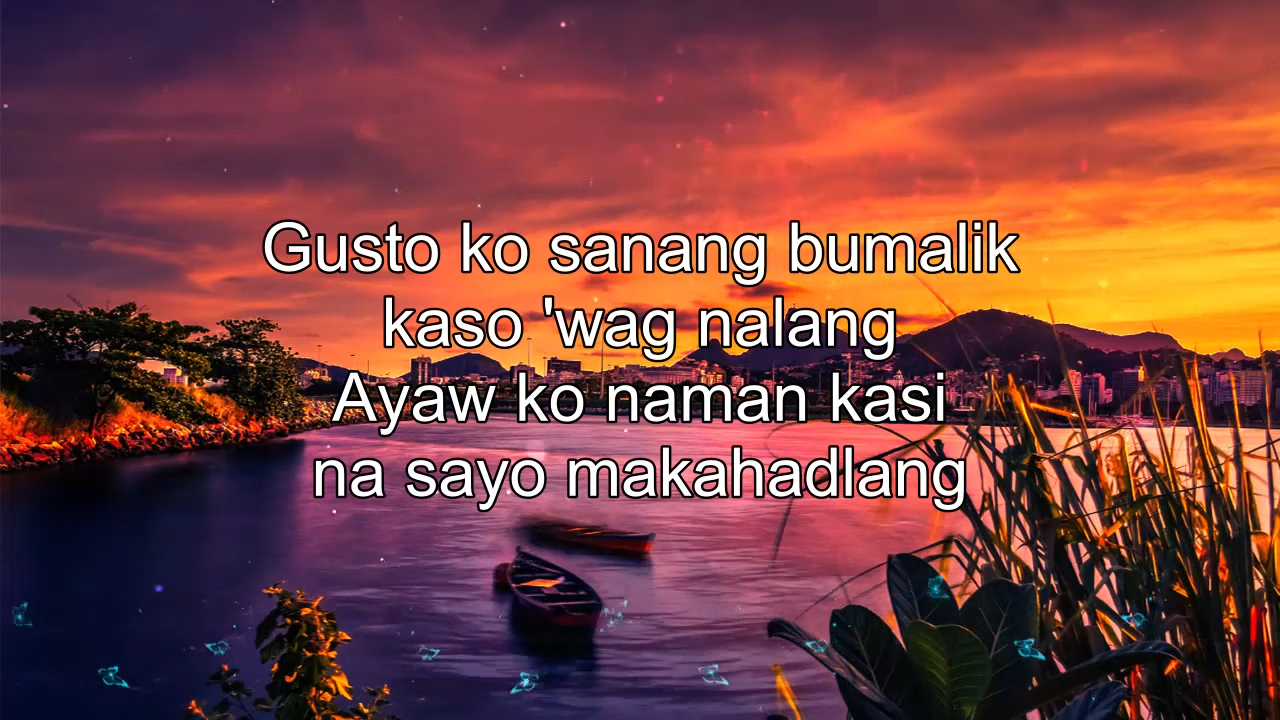 Gusto ko sanang bumalik
kaso 'wag nalang
Ayaw ko naman kasi
na sayo makahadlang